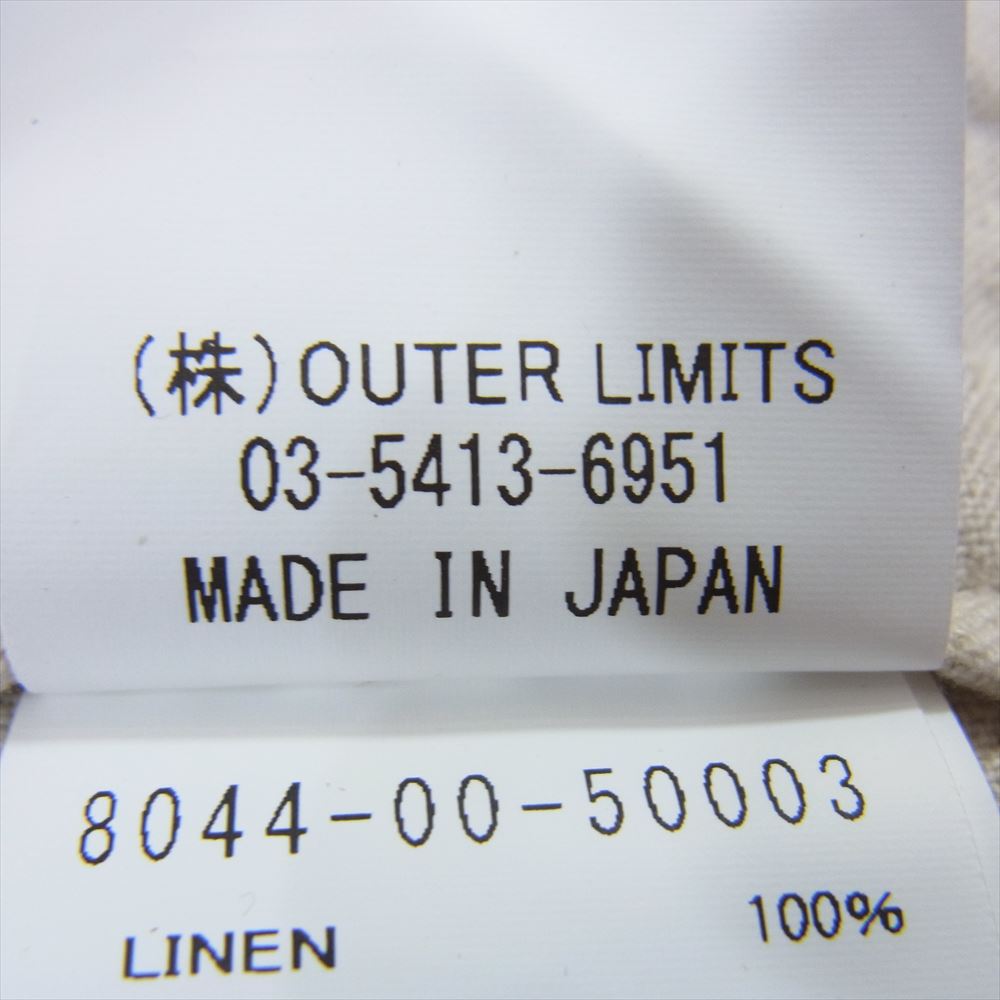 (株)OUTER LIMITS
03-5413-6951
MADE IN JAPAN
8044-00-50003
LINEN 100%